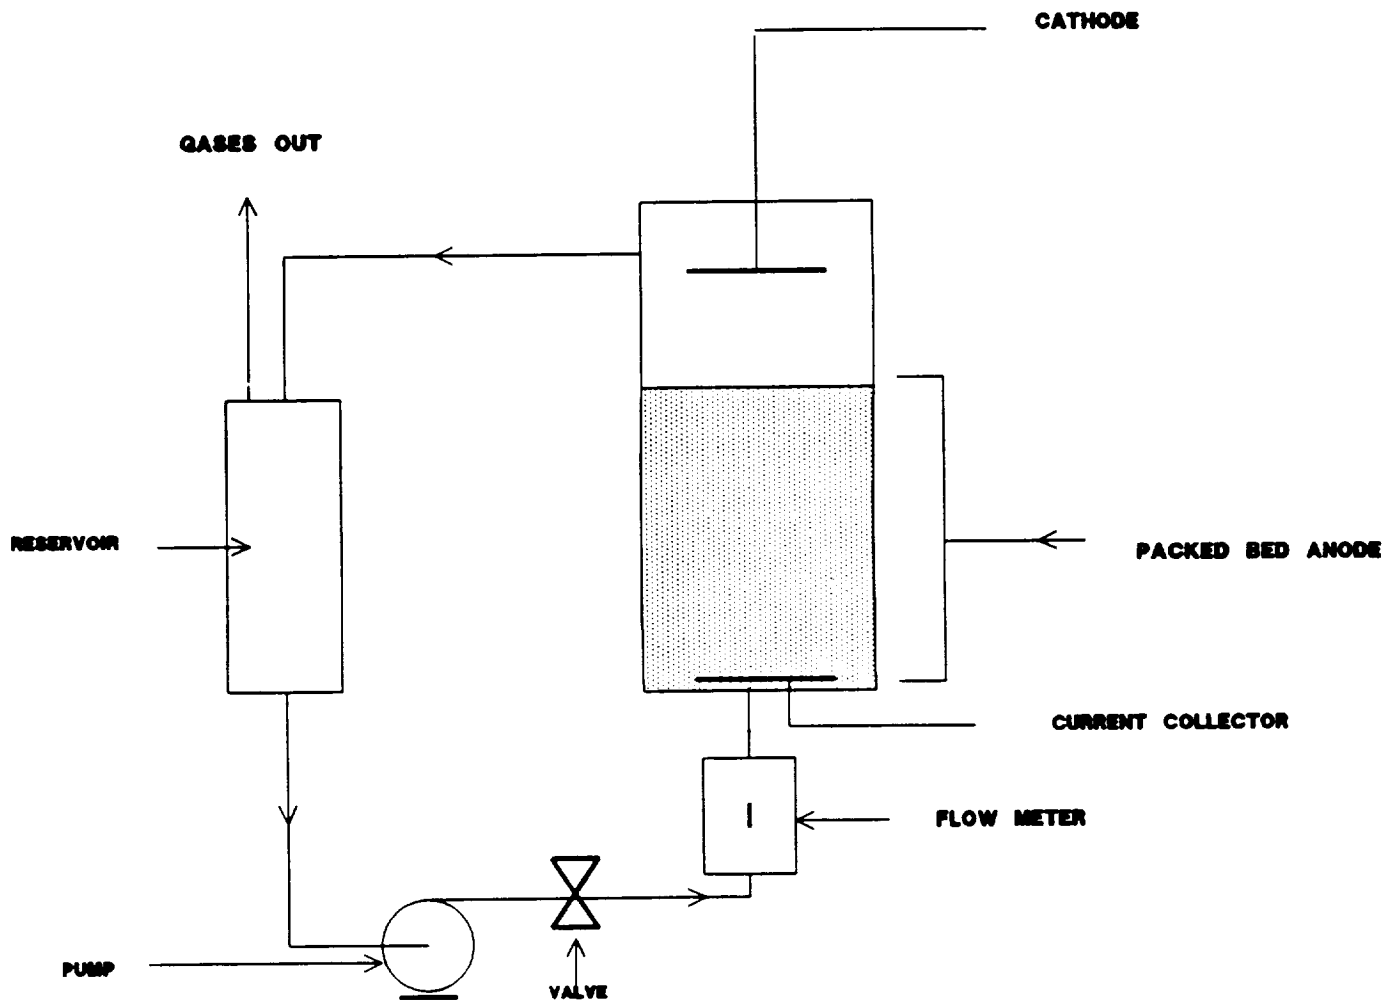 CATHODE
GASES OUT
RESERVOIR
PACKED BED ANODE
CURRENT COLLECTOR
FLOW METER
PUMP
VALVE